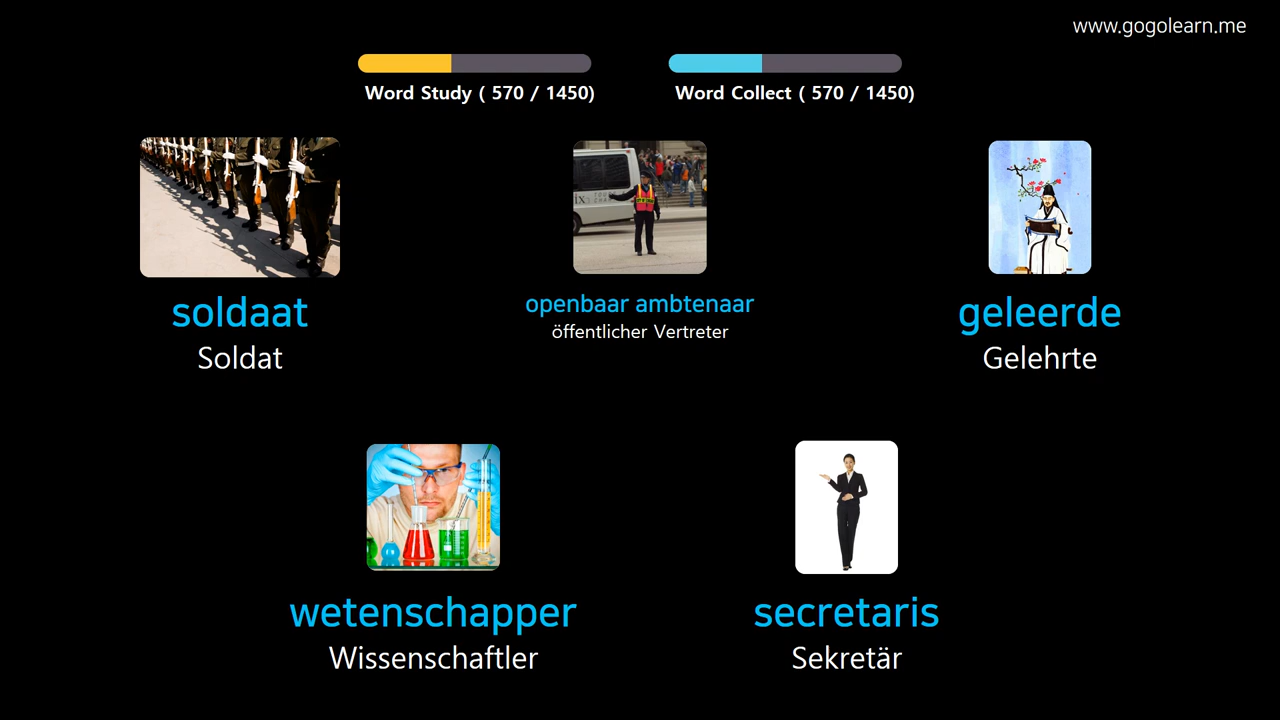 www.gogolearn.me
Word Study ( 570 / 1450)
Word Collect ( 570 / 1450)
soldaat
Soldat
openbaar ambtenaar
öffentlicher Vertreter
geleerde
Gelehrte
wetenschapper
Wissenschaftler
secretaris
Sekretär